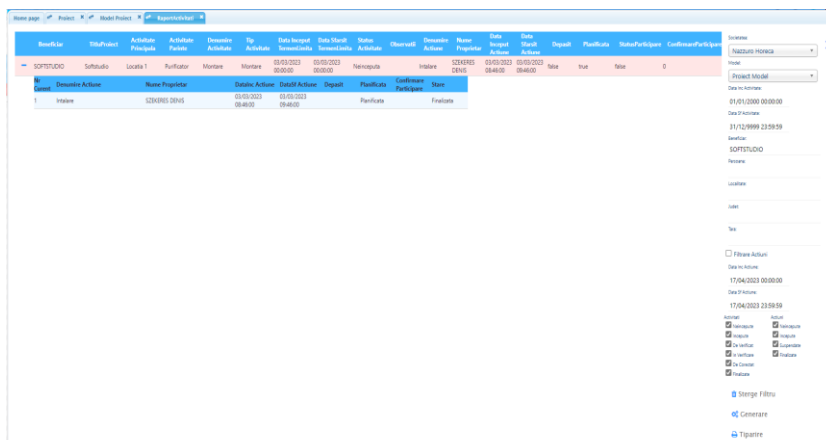 Home page Proiect × Model Proiect × RaportActivitati ×
Beneficiar TitluProiect Activitate Principala Activitate Parinte Denumire Activitate Tip Activitate Data Inceput TermenLimita Data Sfarsit TermenLimita Status Activitate Observatii Denumire Actiune Nume Proprietar Data Inceput Actiune Data Sfarsit Actiune Depasit Planificata StatusParticipare ConfirmareParticipare
SOFTSTUDIO Softstudio Locatia 1 Purificator Montare Montare 03/03/2023 00:00:00 03/03/2023 00:00:00 Neinceputa Intalare SZEKERES DENIS 03/03/2023 08:46:00 03/03/2023 09:46:00 false true false 0
Nr Curent Denumire Actiune Nume Proprietar DataInc Actiune DataSf Actiune Depasit Planificata Confirmare Participare Stare
1 Intalare SZEKERES DENIS 03/03/2023 08:46:00 03/03/2023 09:46:00 Planificata Finalizata
Societatea:
Nazzuro Horeca
Model:
Proiect Model
Data Inc Activitate:
01/01/2000 00:00:00
Data Sf Activitate:
31/12/9999 23:59:59
Beneficiar:
SOFTSTUDIO
Persoana:
Localitate:
Judet:
Tara:
Filtrare Actiuni
Data Inc Actiune:
17/04/2023 00:00:00
Data Sf Actiune:
17/04/2023 23:59:59
Activitati: Actiuni:
Neinceputa Neinceputa
Inceputa Inceputa
De Verificat Suspendata
In Verificare Finalizata
De Corectat
Finalizata
Sterge Filtru
Generare
Tiparire